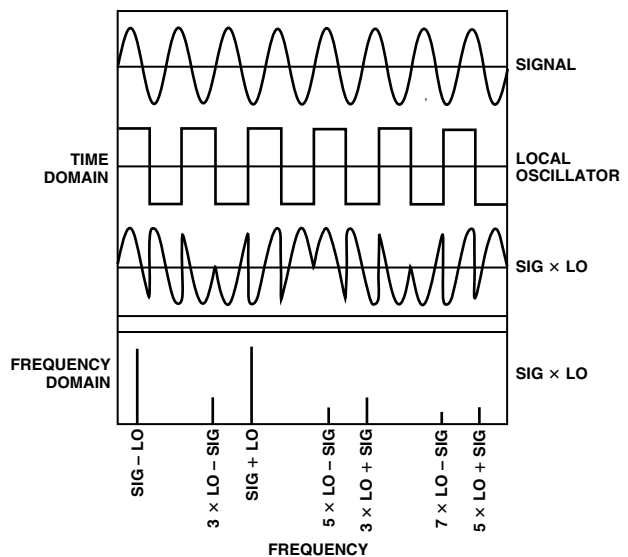 SIGNAL
TIME
DOMAIN
LOCAL
OSCILLATOR
SIG × LO
FREQUENCY
DOMAIN
SIG × LO
SIG – LO
3 × LO – SIG
SIG + LO
5 × LO – SIG
3 × LO + SIG
7 × LO – SIG
5 × LO + SIG
FREQUENCY